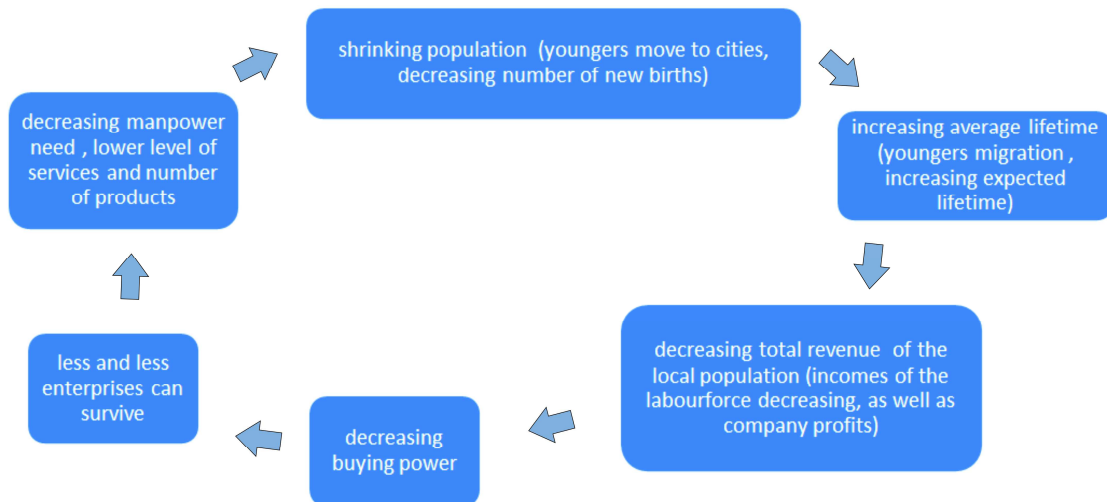 shrinking population (youngers move to cities,
decreasing number of new births)
increasing average lifetime
(youngers migration ,
increasing expected
lifetime)
decreasing total revenue of the
local population (incomes of the
labourforce decreasing, as well as
company profits)
decreasing
buying power
less and less
enterprises can
survive
decreasing manpower
need , lower level of
services and number
of products